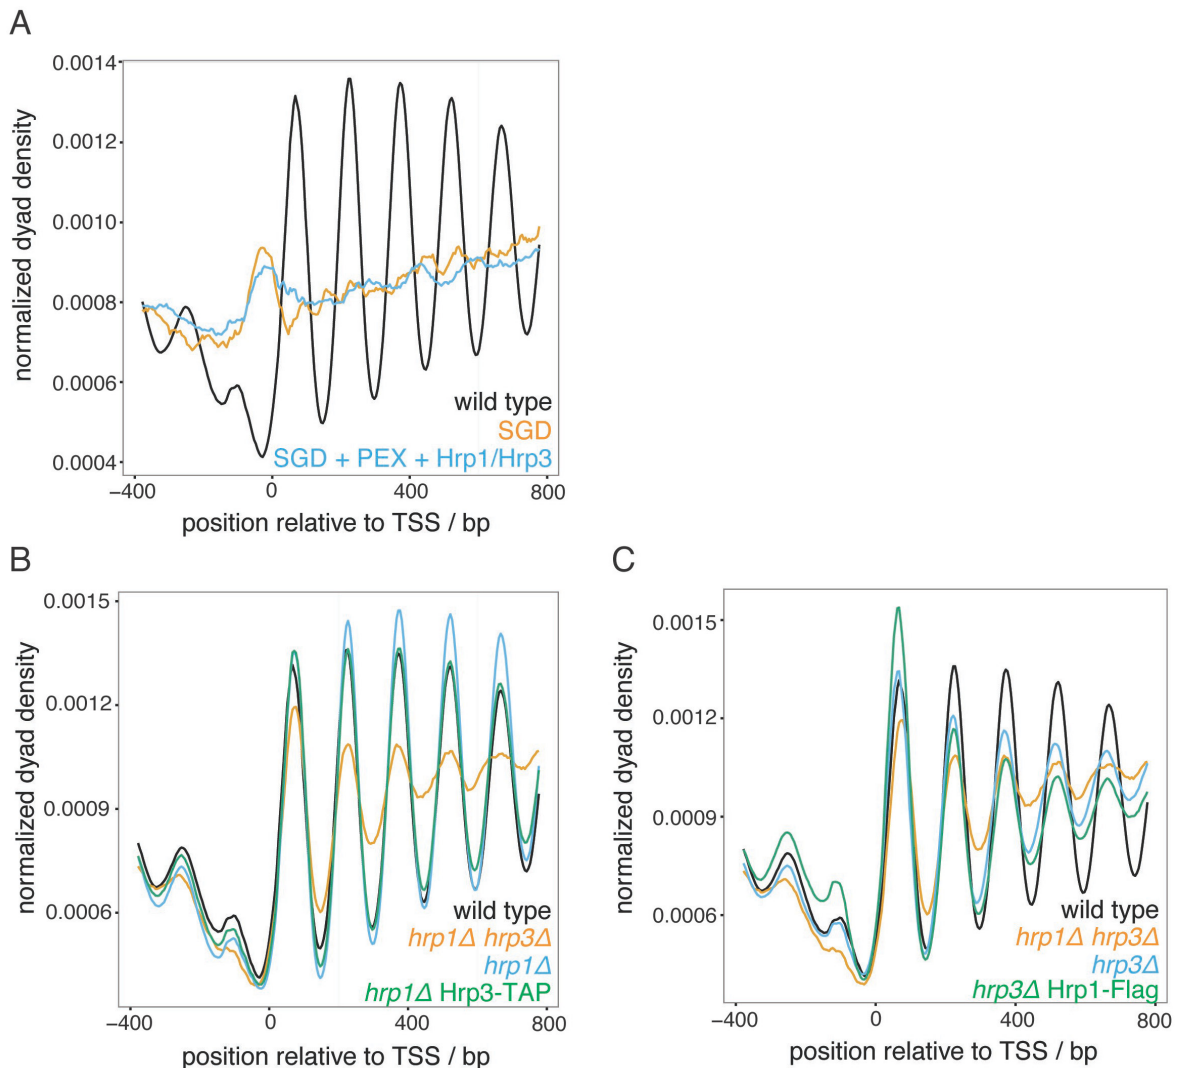 A
normalized dyad density
0.0014
0.0012
0.0010
0.0008
0.0006
0.0004
wild type
SGD
SGD + PEX + Hrp1/Hrp3
−400
0
400
800
position relative to TSS / bp
B
normalized dyad density
0.0015
0.0012
0.0009
0.0006
wild type
hrp1Δ hrp3Δ
hrp1Δ
hrp1Δ Hrp3-TAP
−400
0
400
800
position relative to TSS / bp
C
normalized dyad density
0.0015
0.0012
0.0009
0.0006
wild type
hrp1Δ hrp3Δ
hrp3Δ
hrp3Δ Hrp1-Flag
−400
0
400
800
position relative to TSS / bp